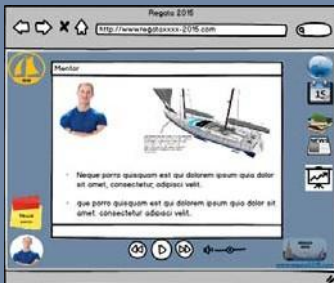 Regata 2015
http://www.regataxxxx-2015.com
15
Mentor
NEWS
Neque porro quisquam est qui dolorem ipsum quia dolor
sit amet, consectetur, adipisci velit.
que porro quisquam est qui dolorem ipsum quia dolor sit
amet. consectetur adipisci velit.